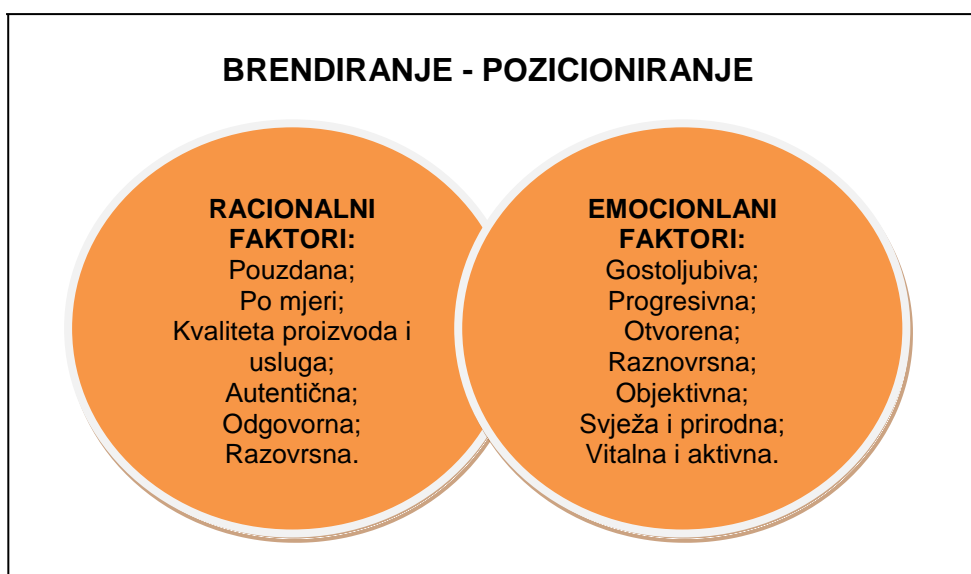 BRENDIRANJE - POZICIONIRANJE
RACIONALNI
FAKTORI:
Pouzdana;
Po mjeri;
Kvaliteta proizvoda i
usluga;
Autentična;
Odgovorna;
Razovrsna.
EMOCIONLANI
FAKTORI:
Gostoljubiva;
Progresivna;
Otvorena;
Raznovrsna;
Objektivna;
Svježa i prirodna;
Vitalna i aktivna.